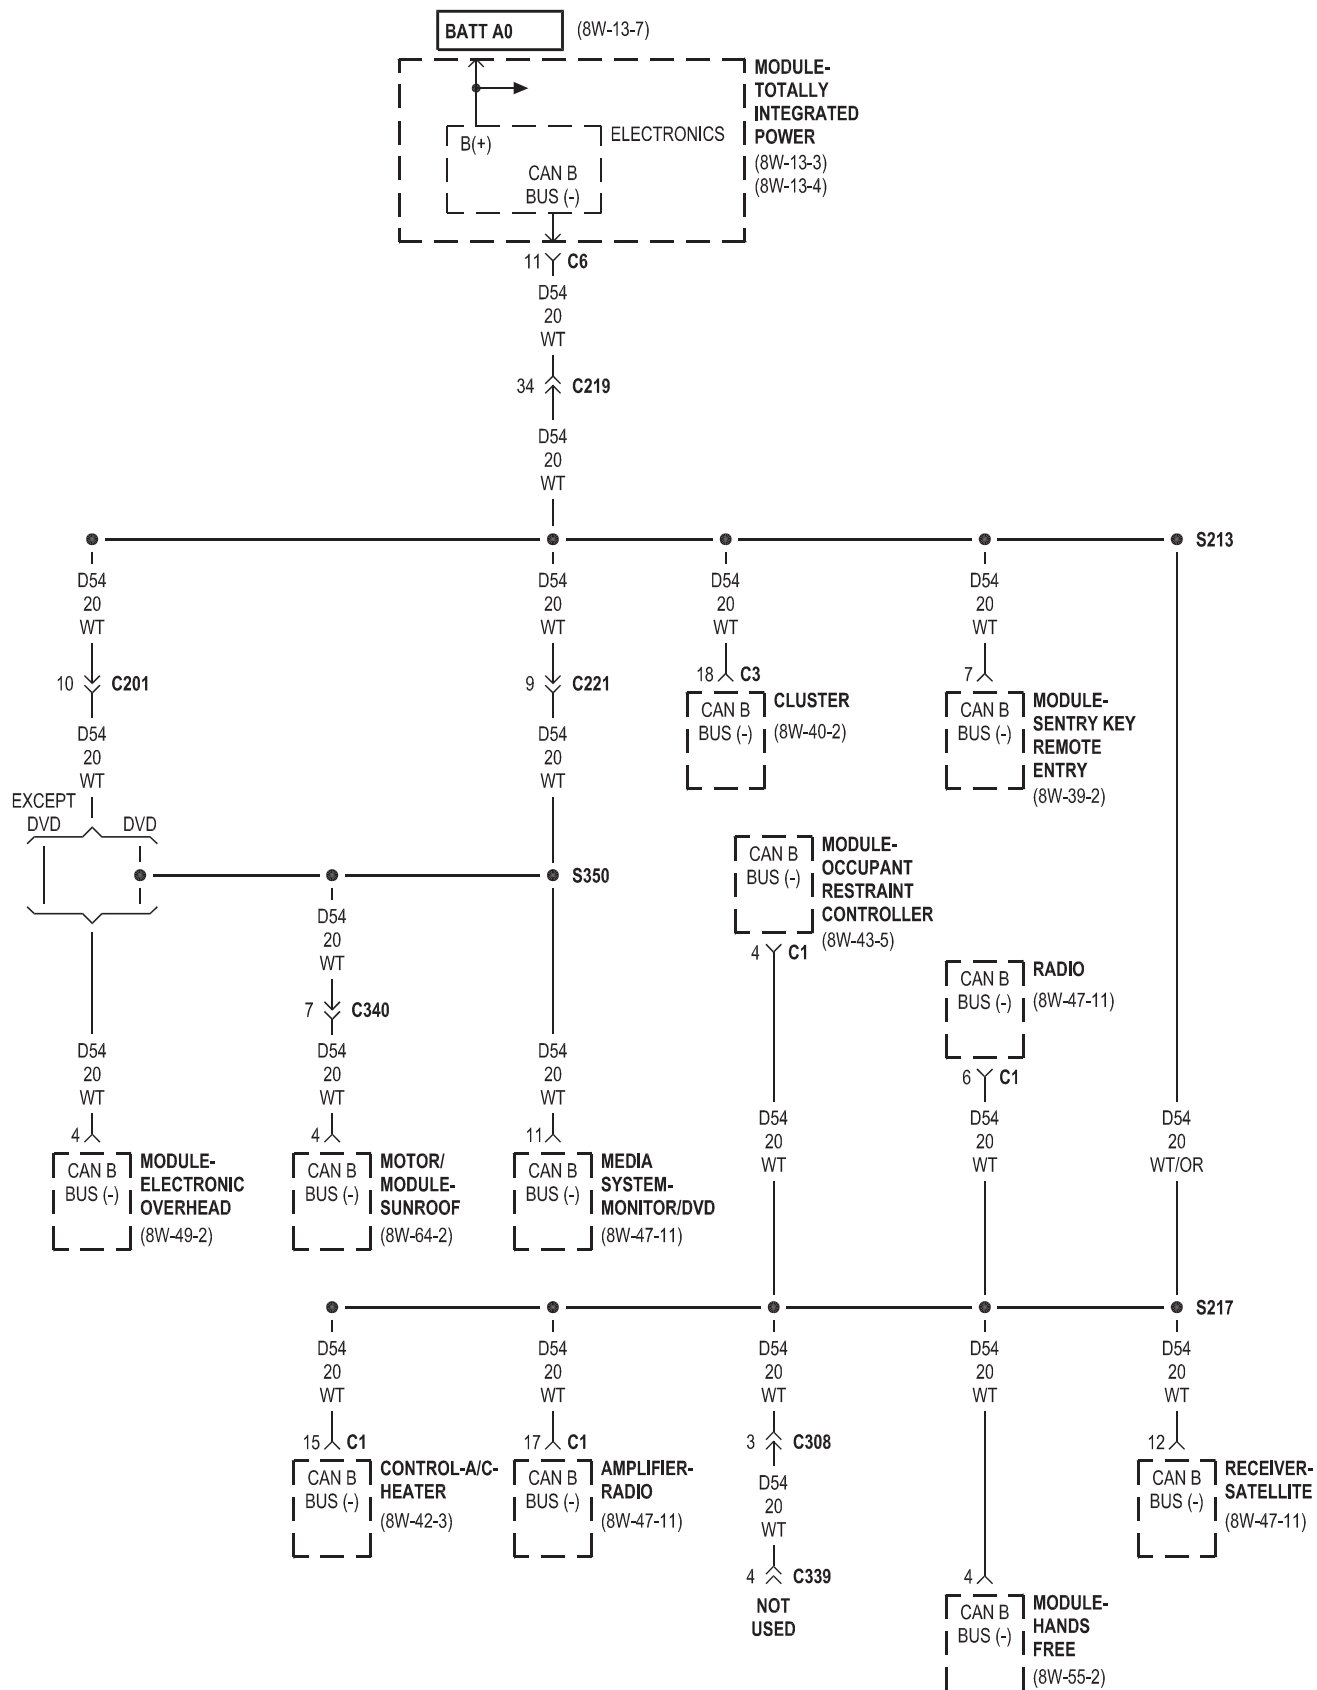 BATT A0
(8W-13-7)
MODULE-
TOTALLY
INTEGRATED
POWER
(8W-13-3)
(8W-13-4)
ELECTRONICS
B(+)
CAN B
BUS (-)
11 C6
D54
20
WT
34 C219
D54
20
WT
S213
D54
20
WT
D54
20
WT
D54
20
WT
D54
20
WT
10 C201
9 C221
18 C3
CAN B
BUS (-)
CLUSTER
(8W-40-2)
7
CAN B
BUS (-)
MODULE-
SENTRY KEY
REMOTE
ENTRY
(8W-39-2)
D54
20
WT
D54
20
WT
EXCEPT
DVD
DVD
S350
CAN B
BUS (-)
MODULE-
OCCUPANT
RESTRAINT
CONTROLLER
(8W-43-5)
4 C1
D54
20
WT
7 C340
CAN B
BUS (-)
RADIO
(8W-47-11)
6 C1
D54
20
WT
D54
20
WT
D54
20
WT
D54
20
WT
D54
20
WT
D54
20
WT/OR
4
CAN B
BUS (-)
MODULE-
ELECTRONIC
OVERHEAD
(8W-49-2)
4
CAN B
BUS (-)
MOTOR/
MODULE-
SUNROOF
(8W-64-2)
11
CAN B
BUS (-)
MEDIA
SYSTEM-
MONITOR/DVD
(8W-47-11)
S217
D54
20
WT
D54
20
WT
D54
20
WT
D54
20
WT
D54
20
WT
15 C1
CAN B
BUS (-)
CONTROL-A/C-
HEATER
(8W-42-3)
17 C1
CAN B
BUS (-)
AMPLIFIER-
RADIO
(8W-47-11)
3 C308
D54
20
WT
4 C339
NOT
USED
12
CAN B
BUS (-)
RECEIVER-
SATELLITE
(8W-47-11)
4
CAN B
BUS (-)
MODULE-
HANDS
FREE
(8W-55-2)